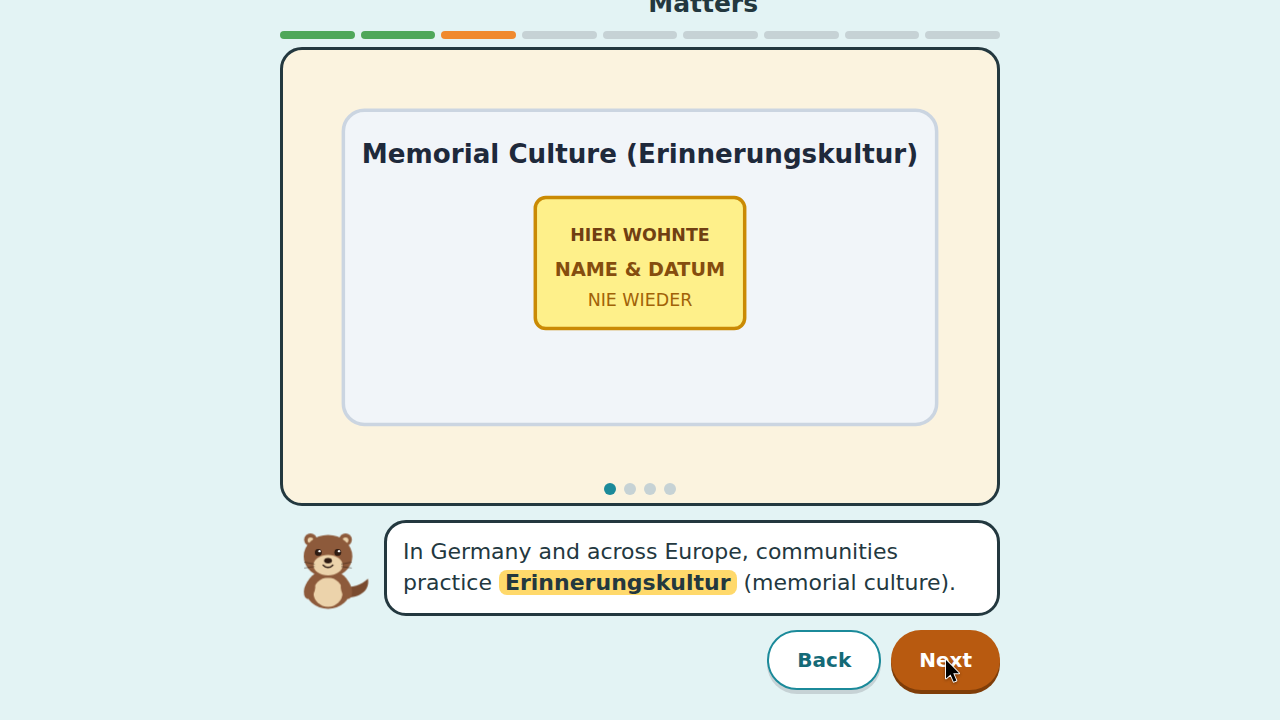 Matters
Memorial Culture (Erinnerungskultur)
HIER WOHNTE
NAME & DATUM
NIE WIEDER
In Germany and across Europe, communities
practice Erinnerungskultur (memorial culture).
Back
Next